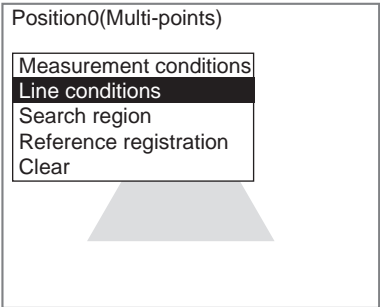 Position0(Multi-points)
Measurement conditions
Line conditions
Search region
Reference registration
Clear